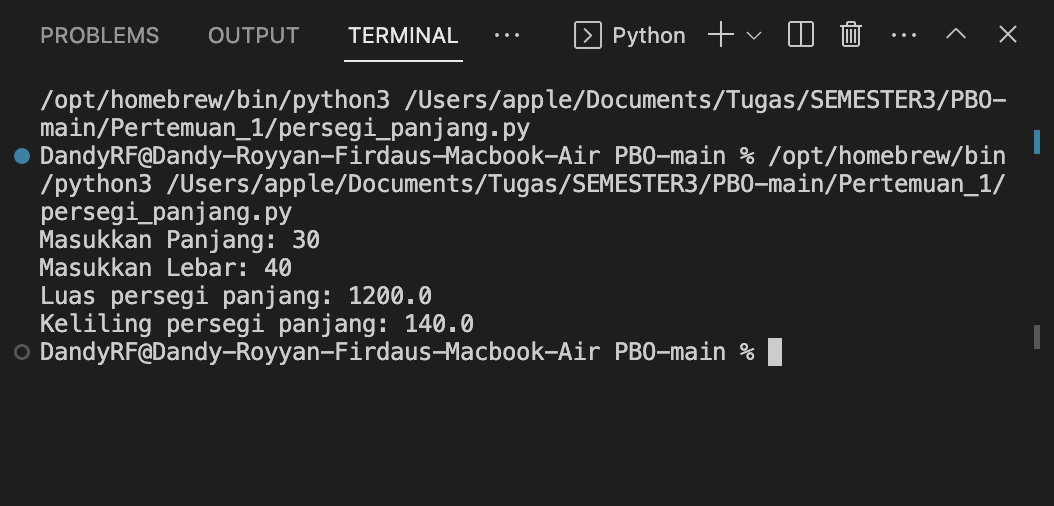 PROBLEMS OUTPUT TERMINAL ··· Python
/opt/homebrew/bin/python3 /Users/apple/Documents/Tugas/SEMESTER3/PBO-
main/Pertemuan_1/persegi_panjang.py
DandyRF@Dandy-Royyan-Firdaus-Macbook-Air PBO-main % /opt/homebrew/bin
/python3 /Users/apple/Documents/Tugas/SEMESTER3/PBO-main/Pertemuan_1/
persegi_panjang.py
Masukkan Panjang: 30
Masukkan Lebar: 40
Luas persegi panjang: 1200.0
Keliling persegi panjang: 140.0
DandyRF@Dandy-Royyan-Firdaus-Macbook-Air PBO-main %